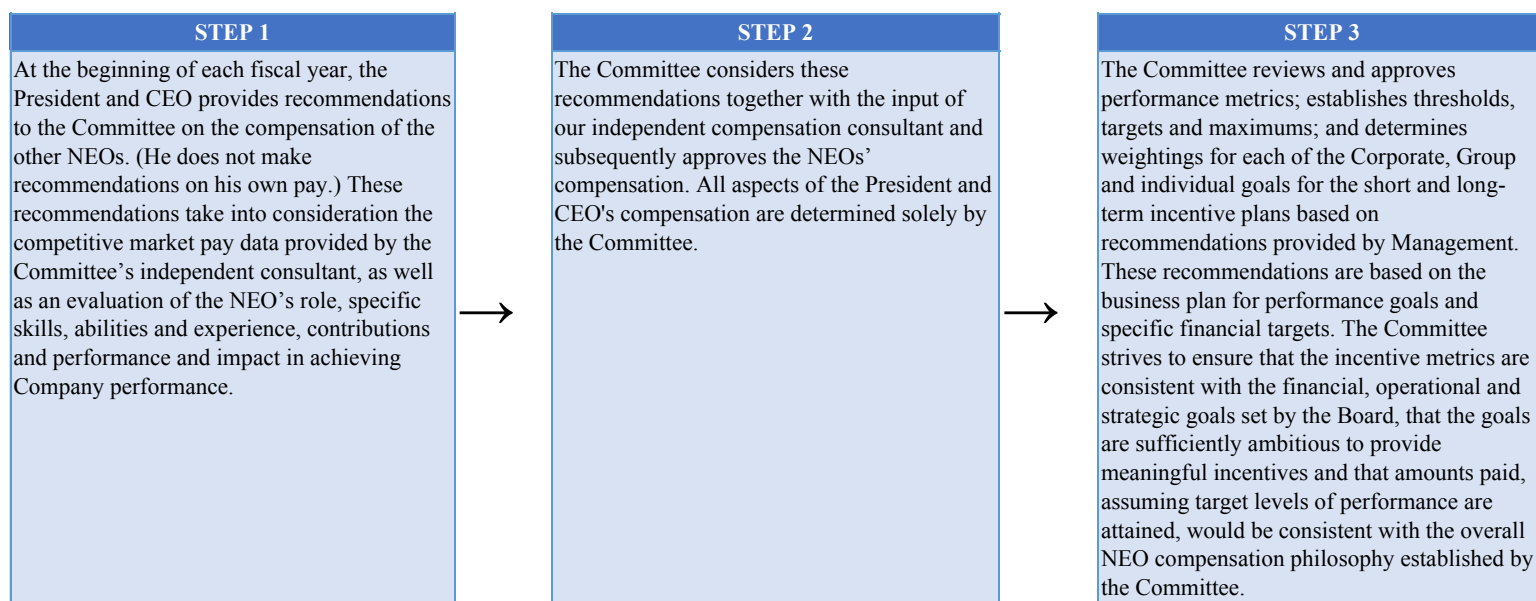 STEP 1
At the beginning of each fiscal year, the
President and CEO provides recommendations
to the Committee on the compensation of the
other NEOs. (He does not make
recommendations on his own pay.) These
recommendations take into consideration the
competitive market pay data provided by the
Committee’s independent consultant, as well
as an evaluation of the NEO’s role, specific
skills, abilities and experience, contributions
and performance and impact in achieving
Company performance.
→
STEP 2
The Committee considers these
recommendations together with the input of
our independent compensation consultant and
subsequently approves the NEOs’
compensation. All aspects of the President and
CEO's compensation are determined solely by
the Committee.
→
STEP 3
The Committee reviews and approves
performance metrics; establishes thresholds,
targets and maximums; and determines
weightings for each of the Corporate, Group
and individual goals for the short and long-
term incentive plans based on
recommendations provided by Management.
These recommendations are based on the
business plan for performance goals and
specific financial targets. The Committee
strives to ensure that the incentive metrics are
consistent with the financial, operational and
strategic goals set by the Board, that the goals
are sufficiently ambitious to provide
meaningful incentives and that amounts paid,
assuming target levels of performance are
attained, would be consistent with the overall
NEO compensation philosophy established by
the Committee.